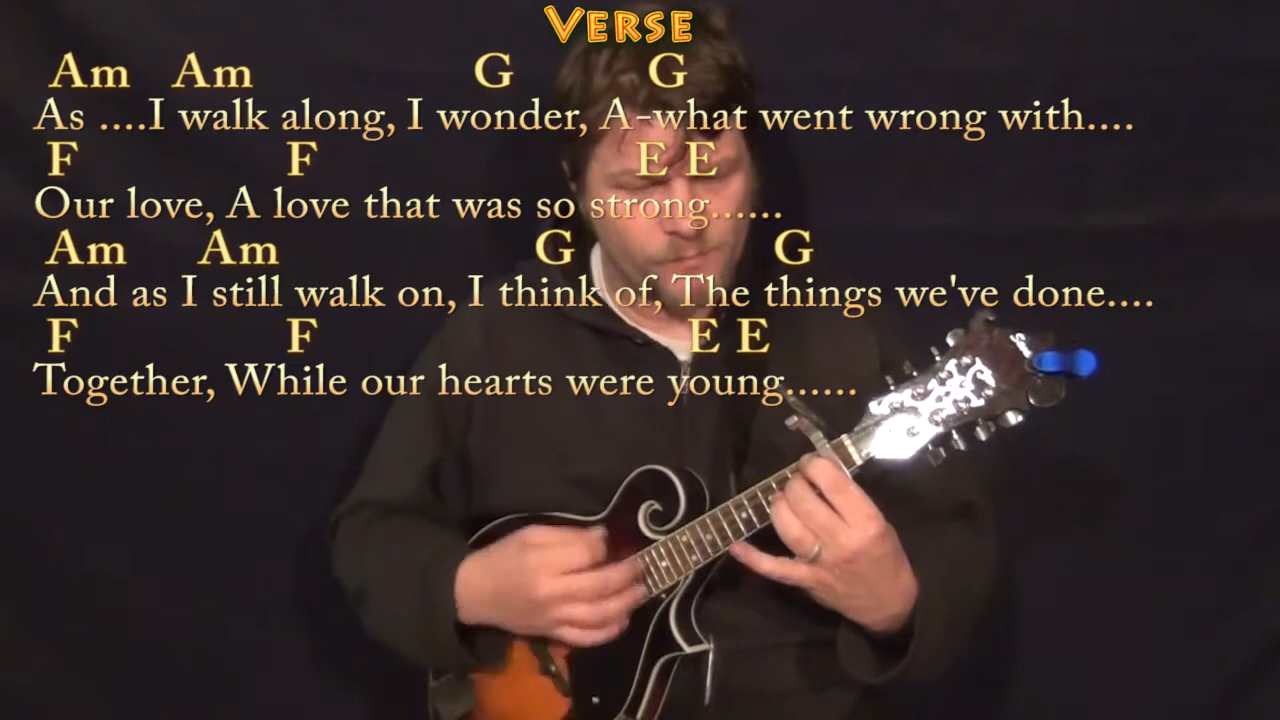 VERSE
Am Am G G
As ....I walk along, I wonder, A-what went wrong with....
F F E E
Our love, A love that was so strong......
Am Am G G
And as I still walk on, I think of, The things we've done....
F F E E
Together, While our hearts were young......